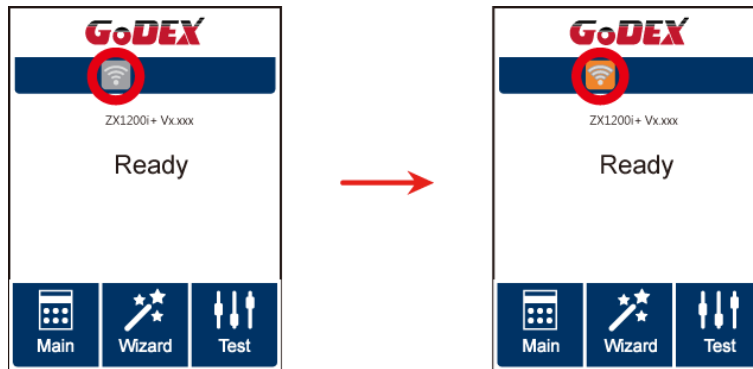 GoDEX
ZX1200i+ Vx.xxx
Ready
Main Wizard Test
GoDEX
ZX1200i+ Vx.xxx
Ready
Main Wizard Test